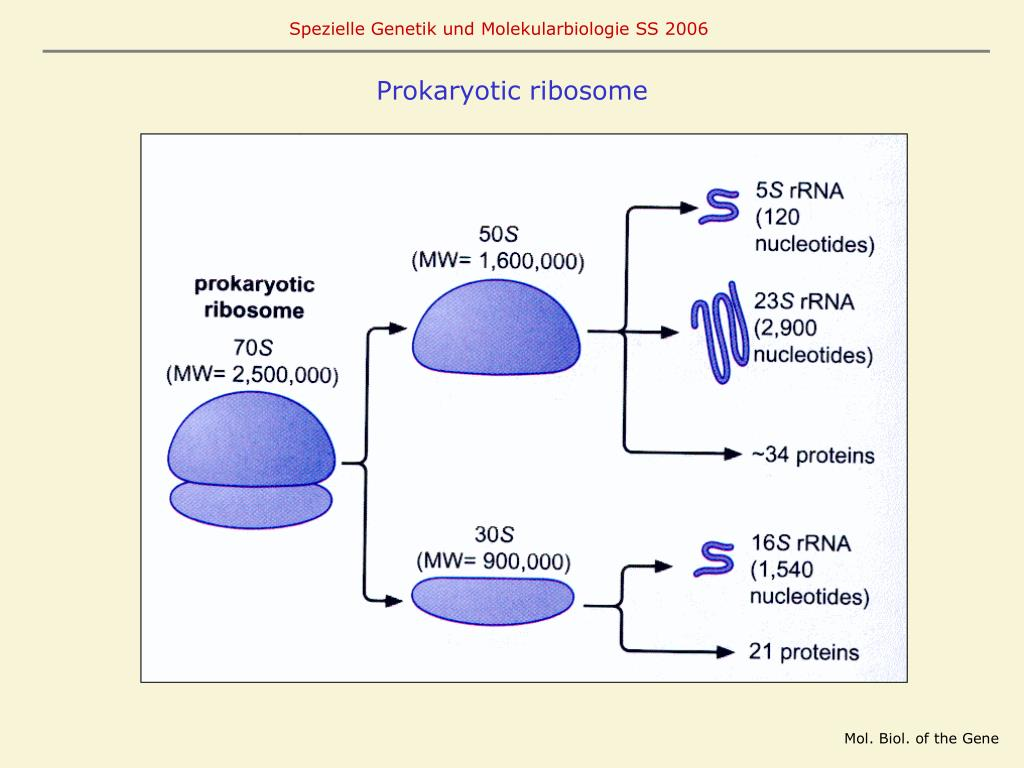 Spezielle Genetik und Molekularbiologie SS 2006
Prokaryotic ribosome
prokaryotic
ribosome
70S
(MW= 2,500,000)
50S
(MW= 1,600,000)
5S rRNA
(120
nucleotides)
23S rRNA
(2,900
nucleotides)
~34 proteins
30S
(MW= 900,000)
16S rRNA
(1,540
nucleotides)
21 proteins
Mol. Biol. of the Gene